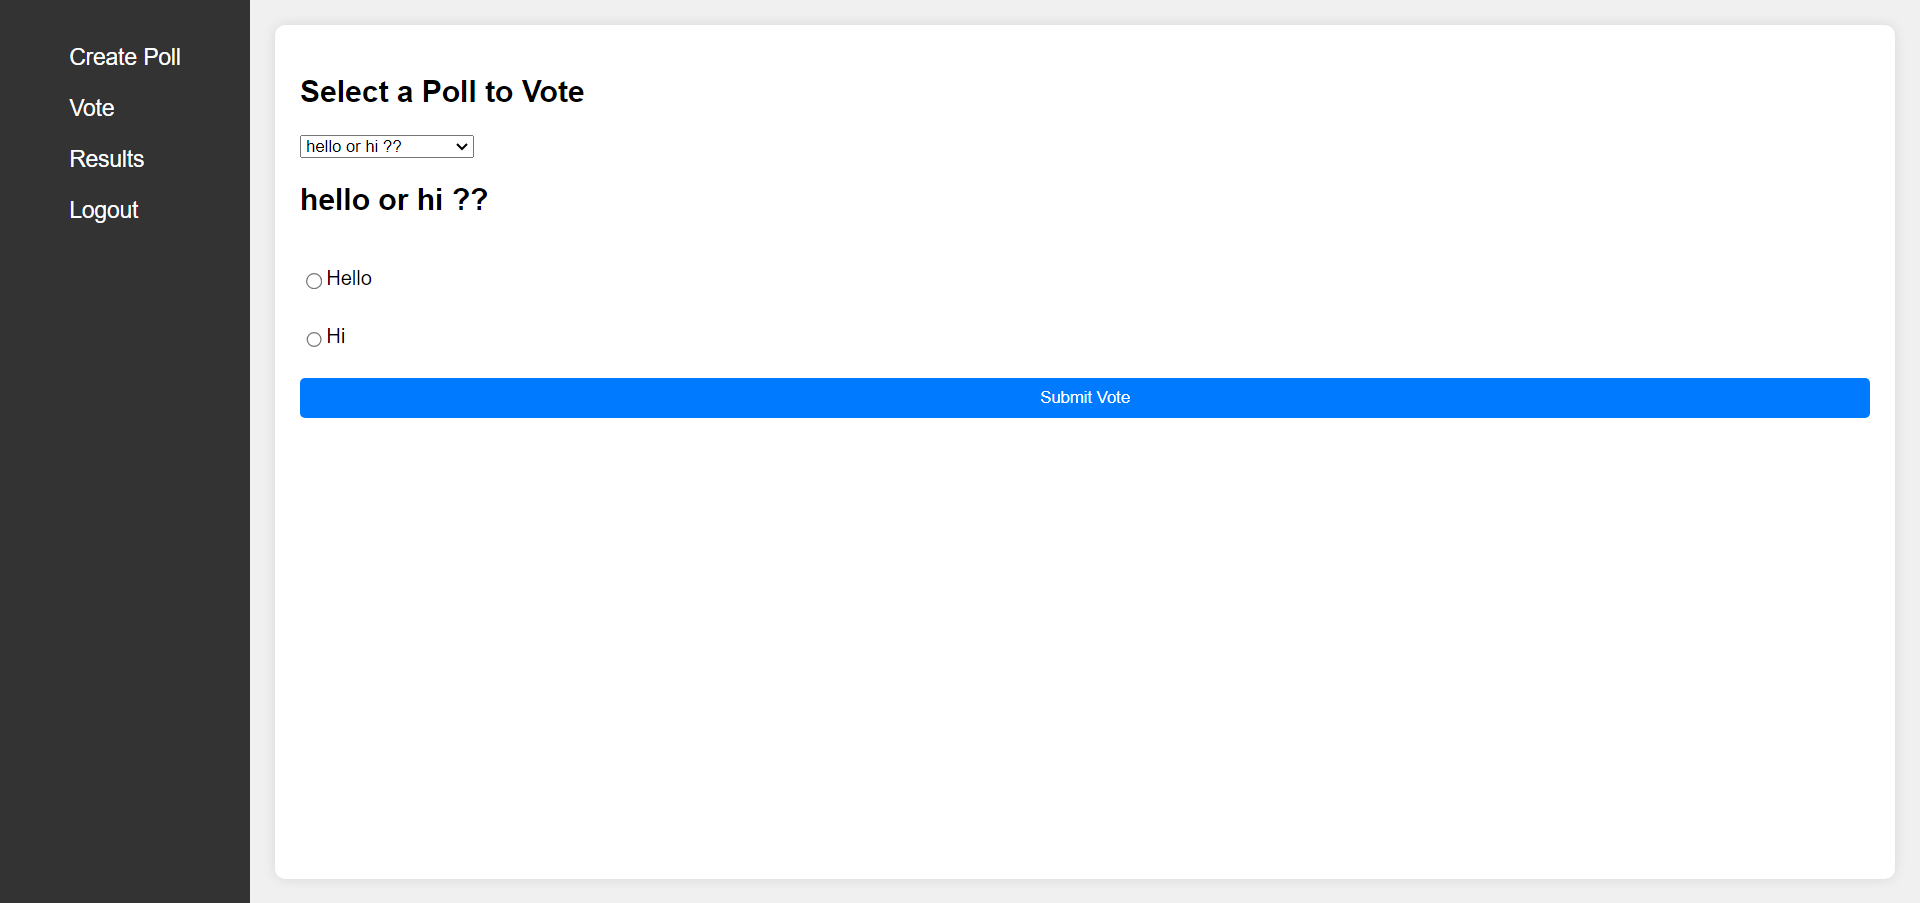 Create Poll
Vote
Results
Logout
Select a Poll to Vote
hello or hi ??
hello or hi ??
Hello
Hi
Submit Vote